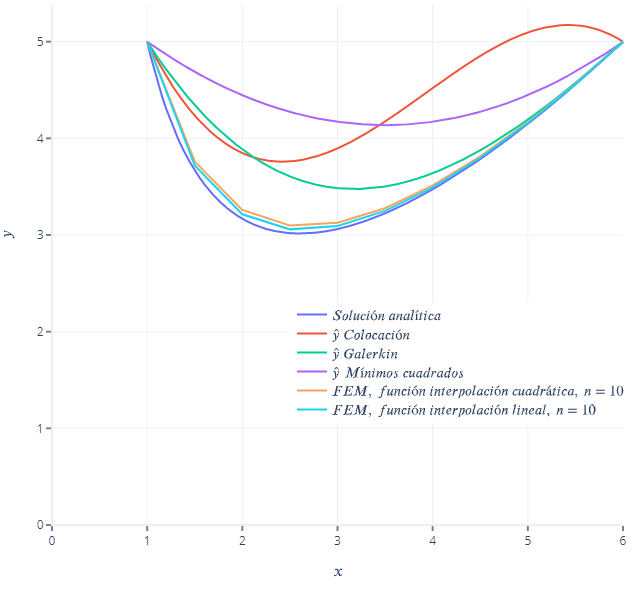 5
4
3
2
1
0
y
Solución analítica
ŷ Colocación
ŷ Galerkin
ŷ Mínimos cuadrados
FEM, función interpolación cuadrática, n = 10
FEM, función interpolación lineal, n = 10
0 1 2 3 4 5 6
x